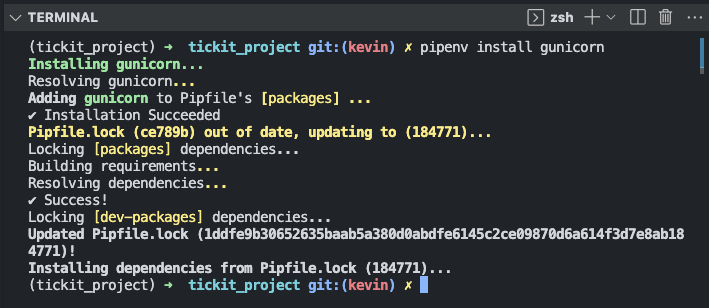 TERMINAL
zsh
(tickit_project) ➜ tickit_project git:(kevin) ✗ pipenv install gunicorn
Installing gunicorn...
Resolving gunicorn...
Adding gunicorn to Pipfile's [packages] ...
✔ Installation Succeeded
Pipfile.lock (ce789b) out of date, updating to (184771)...
Locking [packages] dependencies...
Building requirements...
Resolving dependencies...
✔ Success!
Locking [dev-packages] dependencies...
Updated Pipfile.lock (1ddfe9b30652635baab5a380d0abdfe6145c2ce09870d6a614f3d7e8ab18
4771)!
Installing dependencies from Pipfile.lock (184771)...
(tickit_project) ➜ tickit_project git:(kevin) ✗